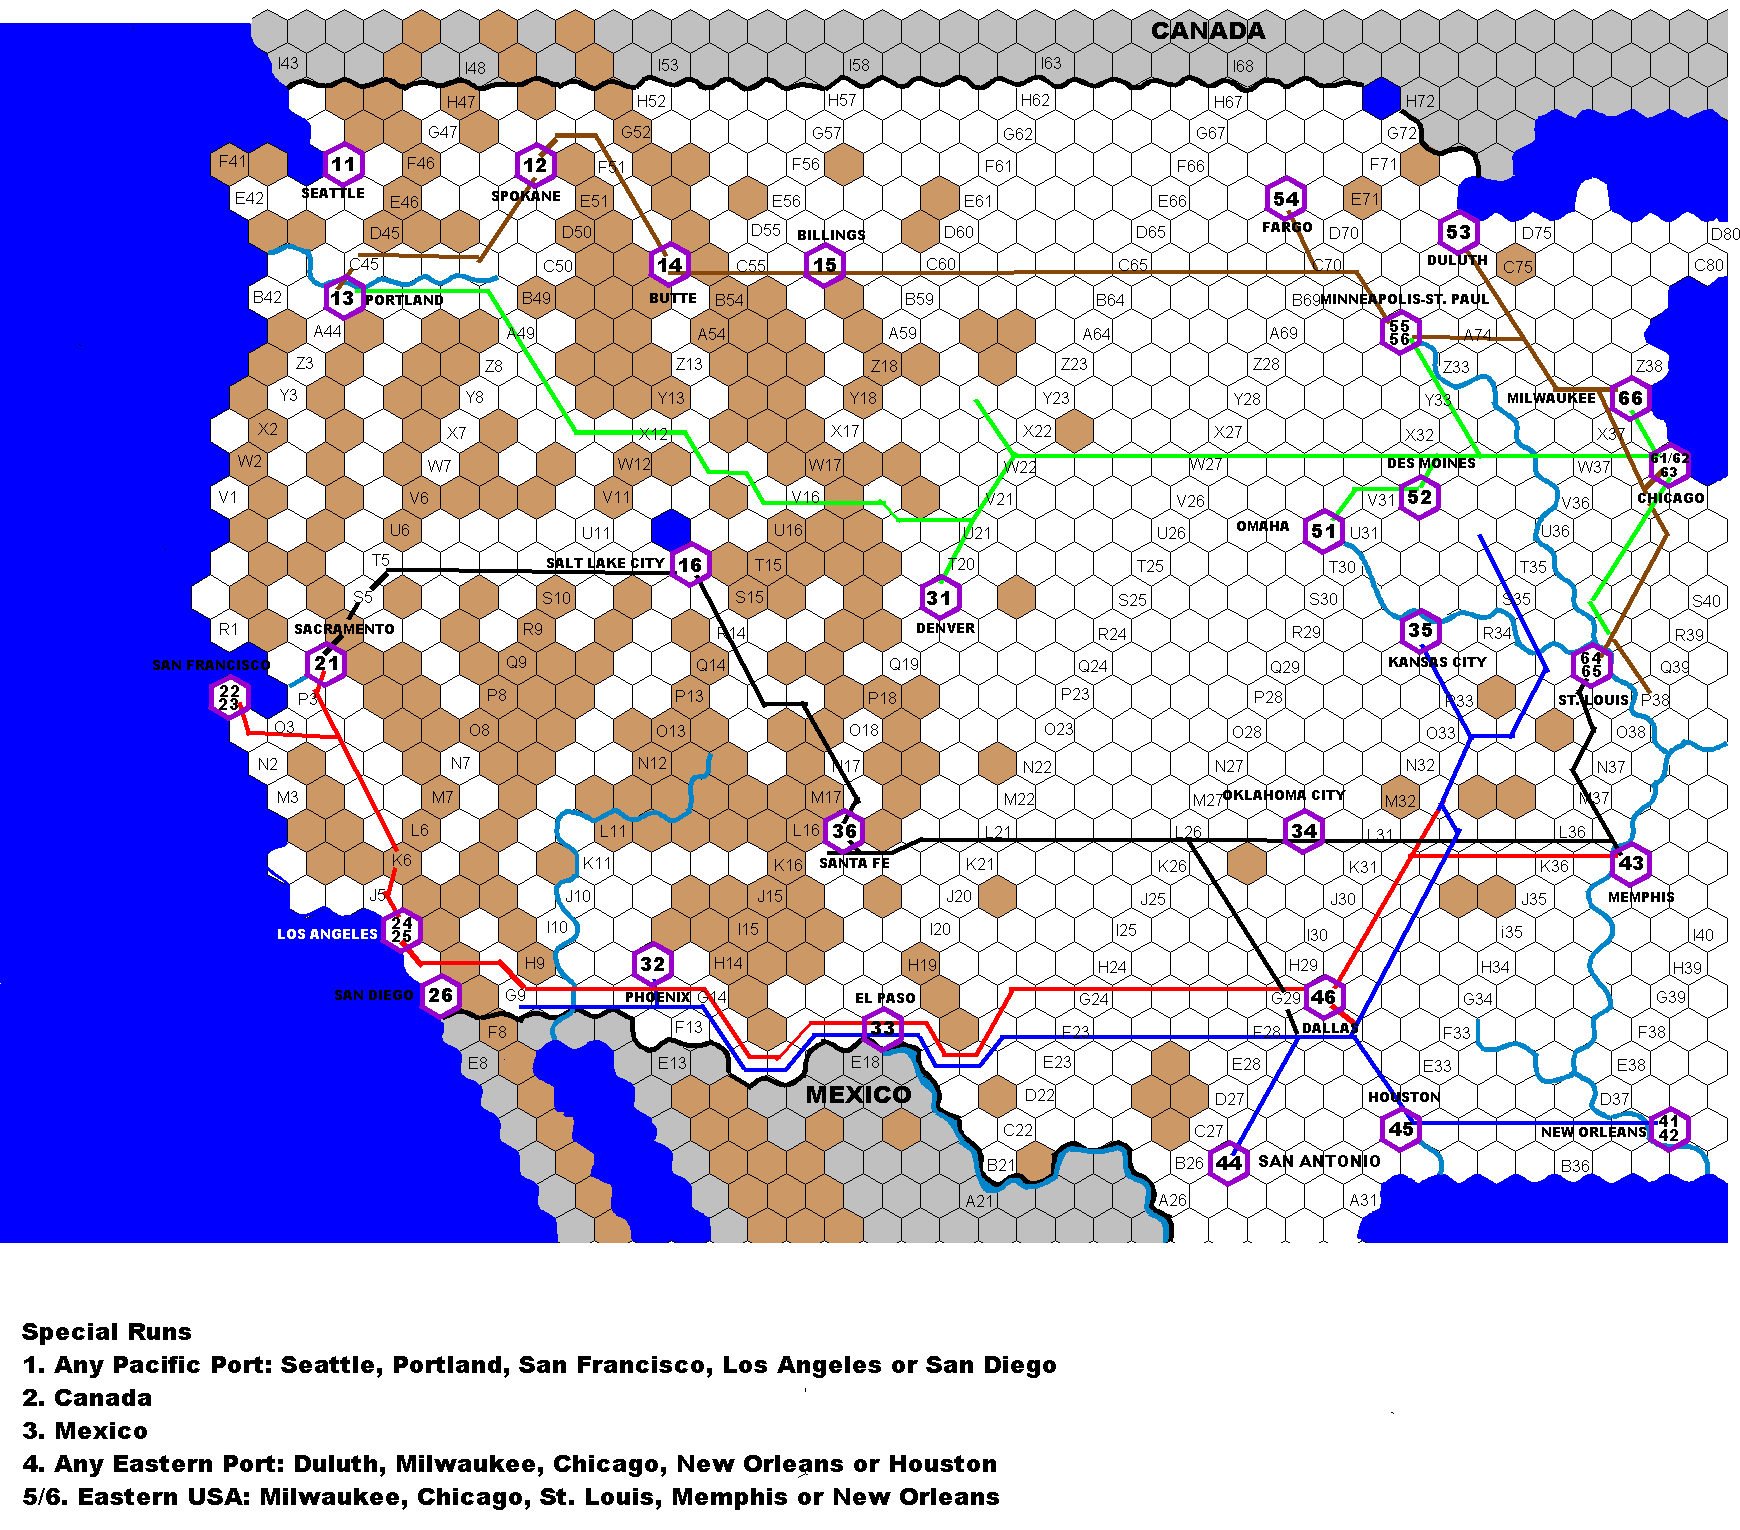 CANADA
I43 I48 I53 I58 I63 I68
H47 H52 H57 H62 H67 H72
G47 G52 G57 G62 G67 G72
F41 11 F46 12 F51 F56 F61 F66 F71
SEATTLE SPOKANE
E42 E46 E51 E56 E61 E66 54 E71
FARGO
D45 D50 D55 BILLINGS D60 D65 D70 53 D75 D80
DULUTH
C45 C50 14 C55 15 C60 C65 C70 C75 C80
B42 13 PORTLAND B49 BUTTE B54 B59 B64 B69 MINNEAPOLIS-ST. PAUL
A44 A49 A54 A59 A64 A69 55 56 A74
Z3 Z8 Z13 Z18 Z23 Z28 Z33 Z38
Y3 Y8 Y13 Y18 Y23 Y28 Y33 MILWAUKEE 66
X2 X7 X12 X17 X22 X27 X32 X37
W2 W7 W12 W17 W22 W27 DES MOINES W37 61/62 63
V1 V6 V11 V16 V21 V26 V31 52 V36 CHICAGO
U6 U11 U16 U21 U26 OMAHA 51 U31 U36
T5 SALT LAKE CITY 16 T15 T20 T25 T30 T35
S5 S10 S15 31 S25 S30 S35 S40
R1 SACRAMENTO R9 R14 DENVER R24 R29 35 R34 R39
SAN FRANCISCO 21 Q9 Q14 Q19 Q24 Q29 KANSAS CITY 64 65 Q39
22 23 P3 P8 P13 P18 P23 P28 P33 ST. LOUIS P38
O3 O8 O13 O18 O23 O28 O33 O38
N2 N7 N12 N17 N22 N27 N32 N37
M3 M7 M17 M22 M27 OKLAHOMA CITY M32 M37
L6 L11 L16 36 L21 L26 34 L31 L36
K6 K11 K16 SANTA FE K21 K26 K31 K36 43
J5 J10 J15 J20 J25 J30 J35 MEMPHIS
LOS ANGELES 24 25 I10 I15 I20 I25 I30 i35 I40
H9 32 H14 H19 H24 H29 H34 H39
SAN DIEGO 26 G9 PHOENIX G14 EL PASO G24 G29 46 G34 G39
F8 F13 33 F23 F28 DALLAS F33 F38
E8 E13 E18 E23 E28 E33 E38
MEXICO D22 D27 HOUSTON D37
C22 C27 45 NEW ORLEANS 41 42
B21 B26 44 SAN ANTONIO B36
A21 A26 A31
Special Runs
1. Any Pacific Port: Seattle, Portland, San Francisco, Los Angeles or San Diego
2. Canada
3. Mexico
4. Any Eastern Port: Duluth, Milwaukee, Chicago, New Orleans or Houston
5/6. Eastern USA: Milwaukee, Chicago, St. Louis, Memphis or New Orleans